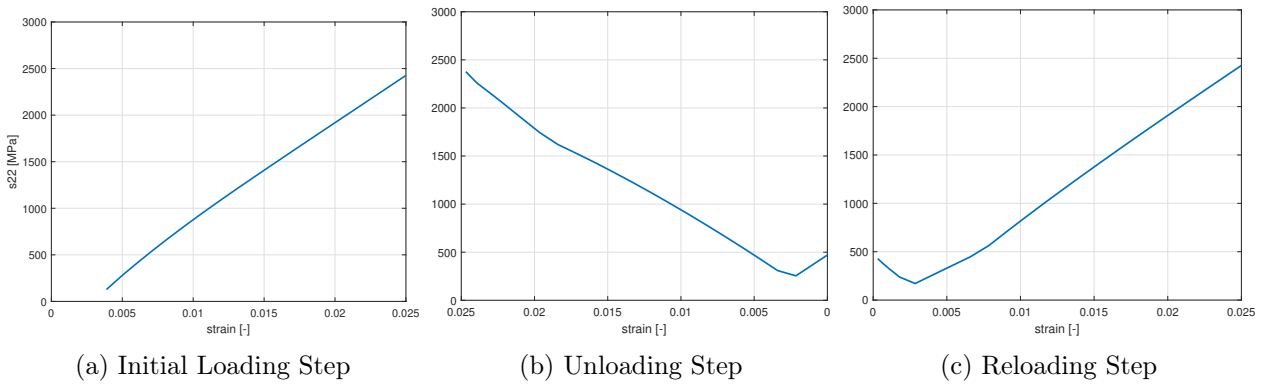 3000
2500
2000
1500
1000
500
0
s22 [MPa]
0 0.005 0.01 0.015 0.02 0.025
strain [-]
(a) Initial Loading Step
3000
2500
2000
1500
1000
500
0
0.025 0.02 0.015 0.01 0.005 0
strain [-]
(b) Unloading Step
3000
2500
2000
1500
1000
500
0
0 0.005 0.01 0.015 0.02 0.025
strain [-]
(c) Reloading Step